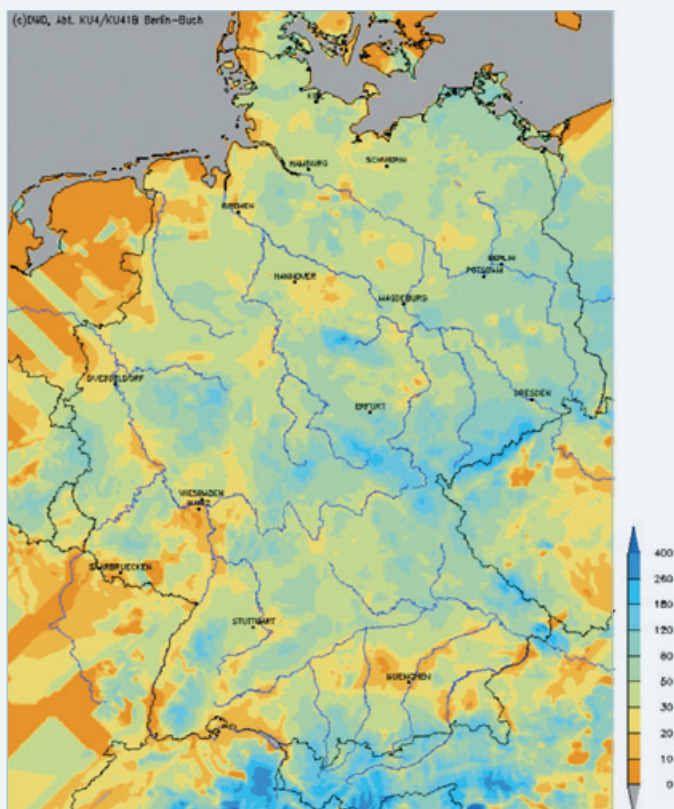 (c)DWD, Abt. KU4/KU41B Berlin-Buch
KIEL
HAMBURG
SCHWERIN
BREMEN
BERLIN
POTSDAM
HANNOVER
MAGDEBURG
DUESSELDORF
DRESDEN
ERFURT
WIESBADEN
MAINZ
SAARBRUECKEN
STUTTGART
MUENCHEN
400
260
180
120
80
50
30
20
10
0